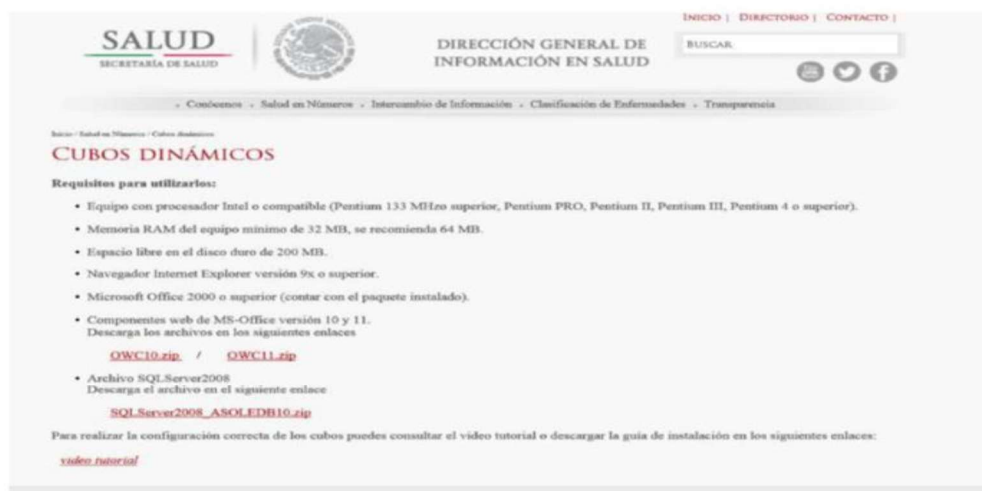 INICIO | DIRECTORIO | CONTACTO |
SALUD
SECRETARÍA DE SALUD
DIRECCIÓN GENERAL DE
INFORMACIÓN EN SALUD
BUSCAR
Conócenos Salud en Números Intercambio de Información Clasificación de Enfermedades Transparencia
Inicio / Salud en Números / Cubos dinámicos
CUBOS DINÁMICOS
Requisitos para utilizarlos:
• Equipo con procesador Intel o compatible (Pentium 133 MHzo superior, Pentium PRO, Pentium II, Pentium III, Pentium 4 o superior).
• Memoria RAM del equipo mínimo de 32 MB, se recomienda 64 MB.
• Espacio libre en el disco duro de 200 MB.
• Navegador Internet Explorer versión 9x o superior.
• Microsoft Office 2000 o superior (contar con el paquete instalado).
• Componentes web de MS-Office versión 10 y 11.
Descarga los archivos en los siguientes enlaces
OWC10.zip / OWC11.zip
• Archivo SQLServer2008
Descarga el archivo en el siguiente enlace
SQLServer2008_ASOLEDB10.zip
Para realizar la configuración correcta de los cubos puedes consultar el video tutorial o descargar la guía de instalación en los siguientes enlaces:
video tutorial